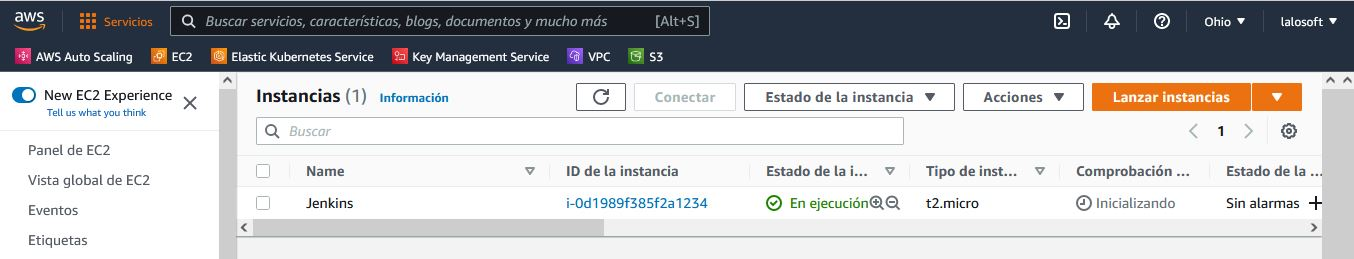 aws Servicios Buscar servicios, características, blogs, documentos y mucho más [Alt+S] Ohio lalosoft
AWS Auto Scaling EC2 Elastic Kubernetes Service Key Management Service VPC S3
New EC2 Experience
Tell us what you think
Panel de EC2
Vista global de EC2
Eventos
Etiquetas
Instancias (1) Información Conectar Estado de la instancia Acciones Lanzar instancias
Buscar 1
Name ID de la instancia Estado de la i... Tipo de inst... Comprobación ... Estado de la ...
Jenkins i-0d1989f385f2a1234 En ejecución t2.micro Inicializando Sin alarmas